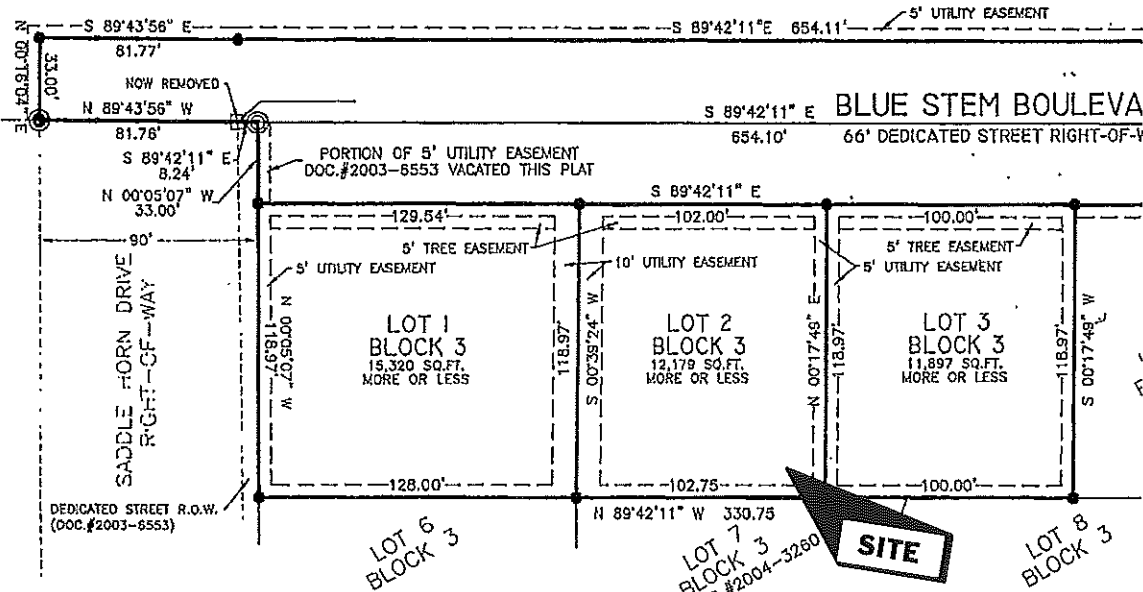 S 89°43'56" E
81.77'
S 89°42'11"E 654.11'
5' UTILITY EASEMENT
N 00°16'04" E
33.00'
NOW REMOVED
N 89°43'56" W
81.76'
S 89°42'11" E
654.10'
BLUE STEM BOULEVA
66' DEDICATED STREET RIGHT-OF-W
S 89°42'11" E
8.24'
N 00°05'07" W
33.00'
PORTION OF 5' UTILITY EASEMENT
DOC.#2003-6553 VACATED THIS PLAT
S 89°42'11" E
90'
129.54'
102.00'
100.00'
5' TREE EASEMENT
5' TREE EASEMENT
5' UTILITY EASEMENT
10' UTILITY EASEMENT
5' UTILITY EASEMENT
SADDLE HORN DRIVE
RIGHT-OF-WAY
N 00°05'07" W
118.97'
LOT 1
BLOCK 3
15,320 SQ.FT.
MORE OR LESS
118.97'
S 00°39'24" W
LOT 2
BLOCK 3
12,179 SQ.FT.
MORE OR LESS
N 00°17'49" E
118.97'
LOT 3
BLOCK 3
11,897 SQ.FT.
MORE OR LESS
118.97'
S 00°17'49" W
128.00'
102.75
100.00'
DEDICATED STREET R.O.W.
(DOC.#2003-6553)
N 89°42'11" W 330.75
LOT 6
BLOCK 3
LOT 7
BLOCK 3
#2004-3260
SITE
LOT 8
BLOCK 3